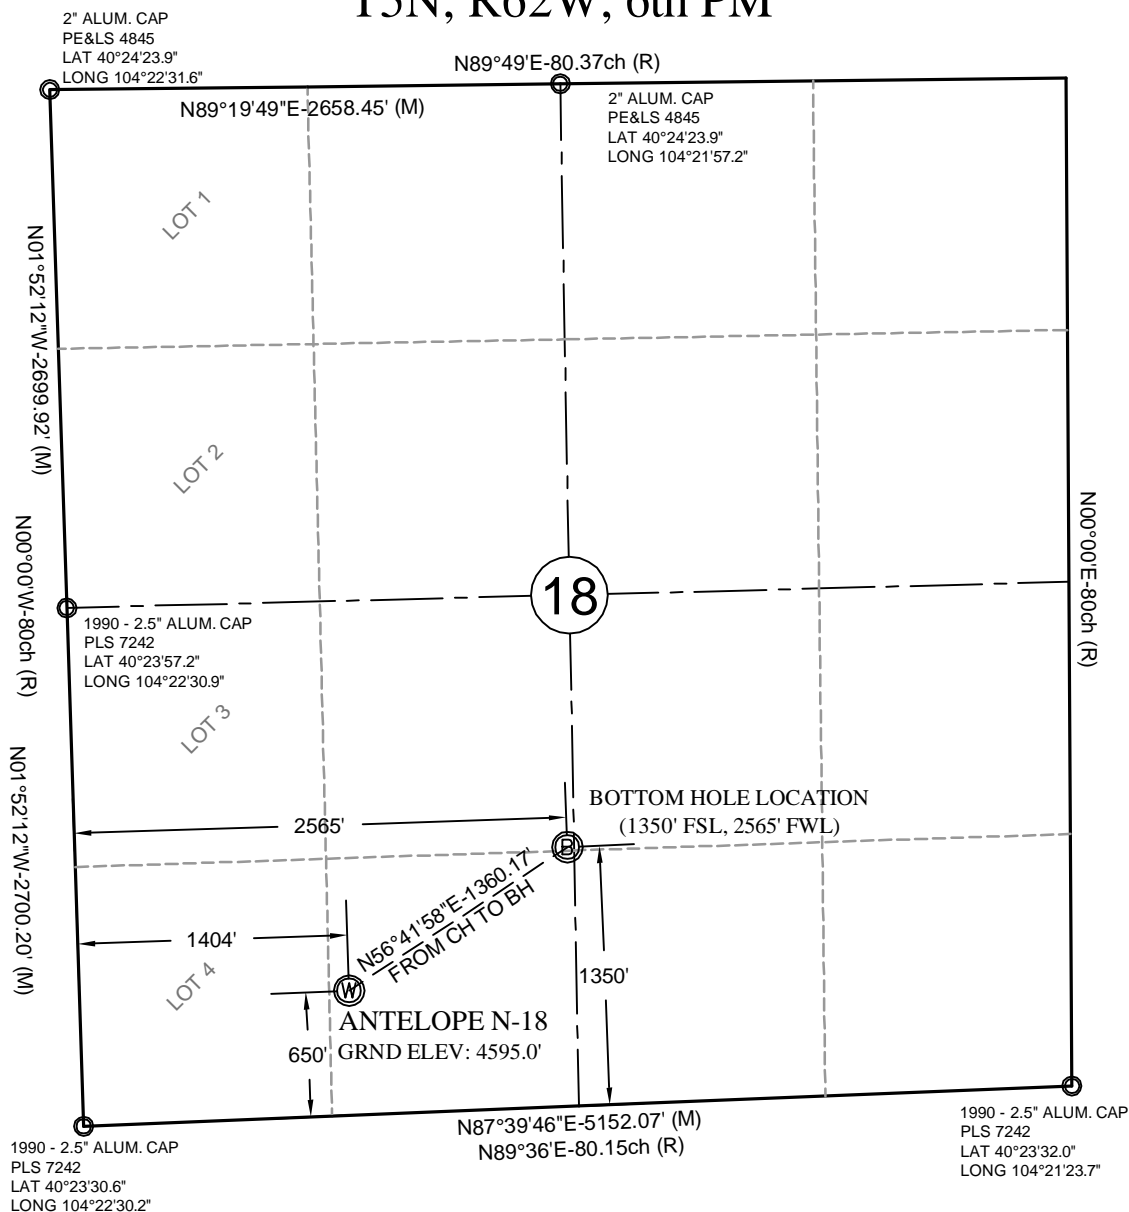 T5N, R62W, 6th PM
2" ALUM. CAP
PE&LS 4845
LAT 40°24'23.9"
LONG 104°22'31.6"
N89°49'E-80.37ch (R)
N89°19'49"E-2658.45' (M)
2" ALUM. CAP
PE&LS 4845
LAT 40°24'23.9"
LONG 104°21'57.2"
LOT 1
N01°52'12"W-2699.92' (M)
LOT 2
N00°00'W-80ch (R)
N00°00'E-80ch (R)
18
1990 - 2.5" ALUM. CAP
PLS 7242
LAT 40°23'57.2"
LONG 104°22'30.9"
LOT 3
N01°52'12"W-2700.20' (M)
BOTTOM HOLE LOCATION
(1350' FSL, 2565' FWL)
2565'
B
N56°41'58"E-1360.17'
FROM CH TO BH
1404'
1350'
LOT 4
W
ANTELOPE N-18
GRND ELEV: 4595.0'
650'
N87°39'46"E-5152.07' (M)
N89°36'E-80.15ch (R)
1990 - 2.5" ALUM. CAP
PLS 7242
LAT 40°23'30.6"
LONG 104°22'30.2"
1990 - 2.5" ALUM. CAP
PLS 7242
LAT 40°23'32.0"
LONG 104°21'23.7"